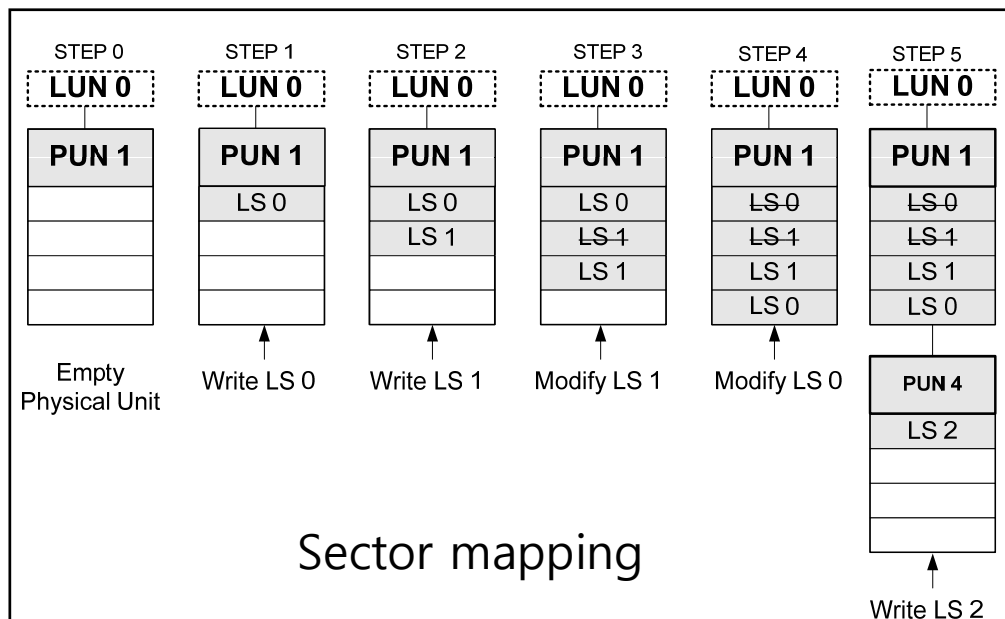 STEP 0
LUN 0
PUN 1
Empty
Physical Unit
STEP 1
LUN 0
PUN 1
LS 0
Write LS 0
STEP 2
LUN 0
PUN 1
LS 0
LS 1
Write LS 1
STEP 3
LUN 0
PUN 1
LS 0
LS 1
LS 1
Modify LS 1
STEP 4
LUN 0
PUN 1
LS 0
LS 1
LS 1
LS 0
Modify LS 0
STEP 5
LUN 0
PUN 1
LS 0
LS 1
LS 1
LS 0
PUN 4
LS 2
Write LS 2
Sector mapping